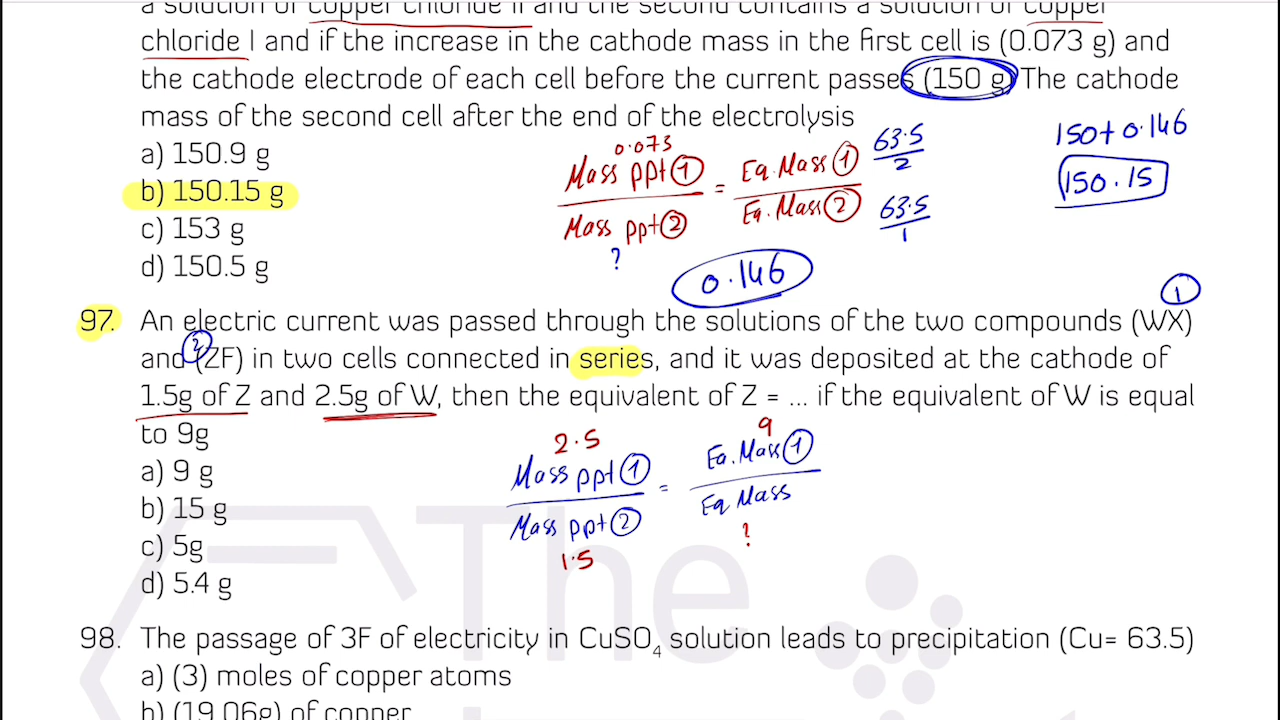 a solution of copper chloride II and the second contains a solution of copper
chloride I and if the increase in the cathode mass in the first cell is (0.073 g) and
the cathode electrode of each cell before the current passes (150 g) The cathode
mass of the second cell after the end of the electrolysis
a) 150.9 g
b) 150.15 g
c) 153 g
d) 150.5 g
0.073
Mass ppt 1 = Eq. Mass 1 63.5/2
Mass ppt 2 Eq. Mass 2 63.5/1
?
0.146
150 + 0.146
150.15
1
97. An electric current was passed through the solutions of the two compounds (WX)
2
and (ZF) in two cells connected in series, and it was deposited at the cathode of
1.5g of Z and 2.5g of W, then the equivalent of Z = ... if the equivalent of W is equal
to 9g
a) 9 g
b) 15 g
c) 5g
d) 5.4 g
2.5 9
Mass ppt 1 = Eq. Mass 1
Mass ppt 2 Eq Mass
1.5 ?
The
98. The passage of 3F of electricity in CuSO₄ solution leads to precipitation (Cu= 63.5)
a) (3) moles of copper atoms
b) (19.06g) of copper